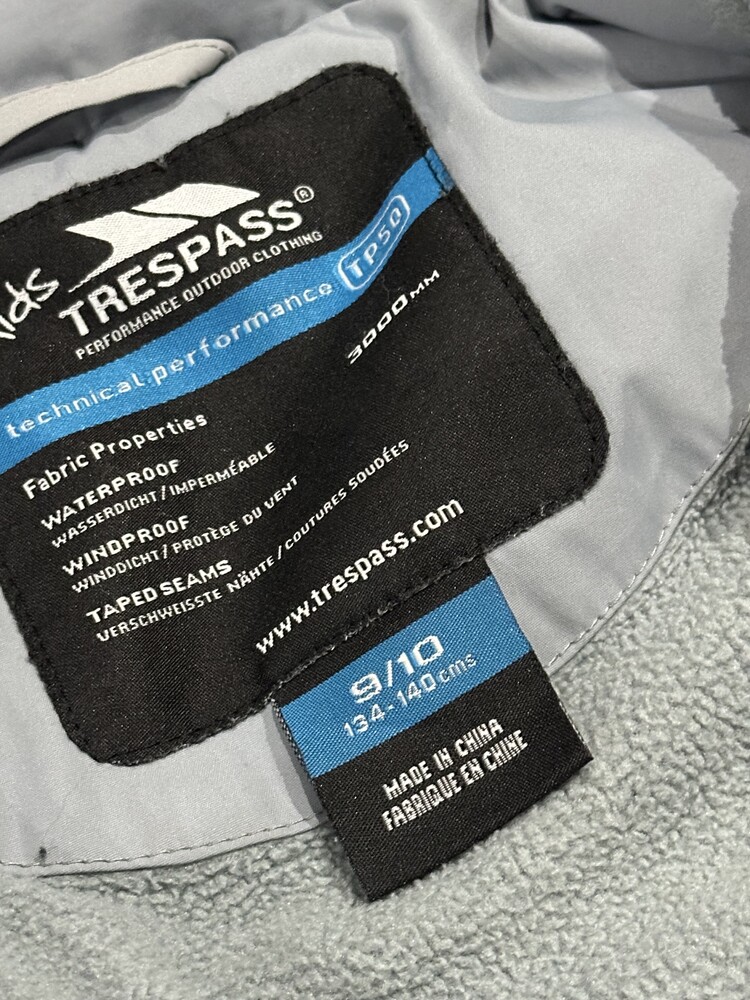 TRESPASS®
PERFORMANCE OUTDOOR CLOTHING
technical.performance TP50
3000MM
Fabric Properties
WATERPROOF
WASSERDICHT / IMPERMÉABLE
WINDPROOF
WINDDICHT / PROTÈGE DU VENT
TAPED SEAMS
VERSCHWEISSTE NÄHTE / COUTURES SOUDÉES
www.trespass.com
9/10
134-140 cms
MADE IN CHINA
FABRIQUE EN CHINE